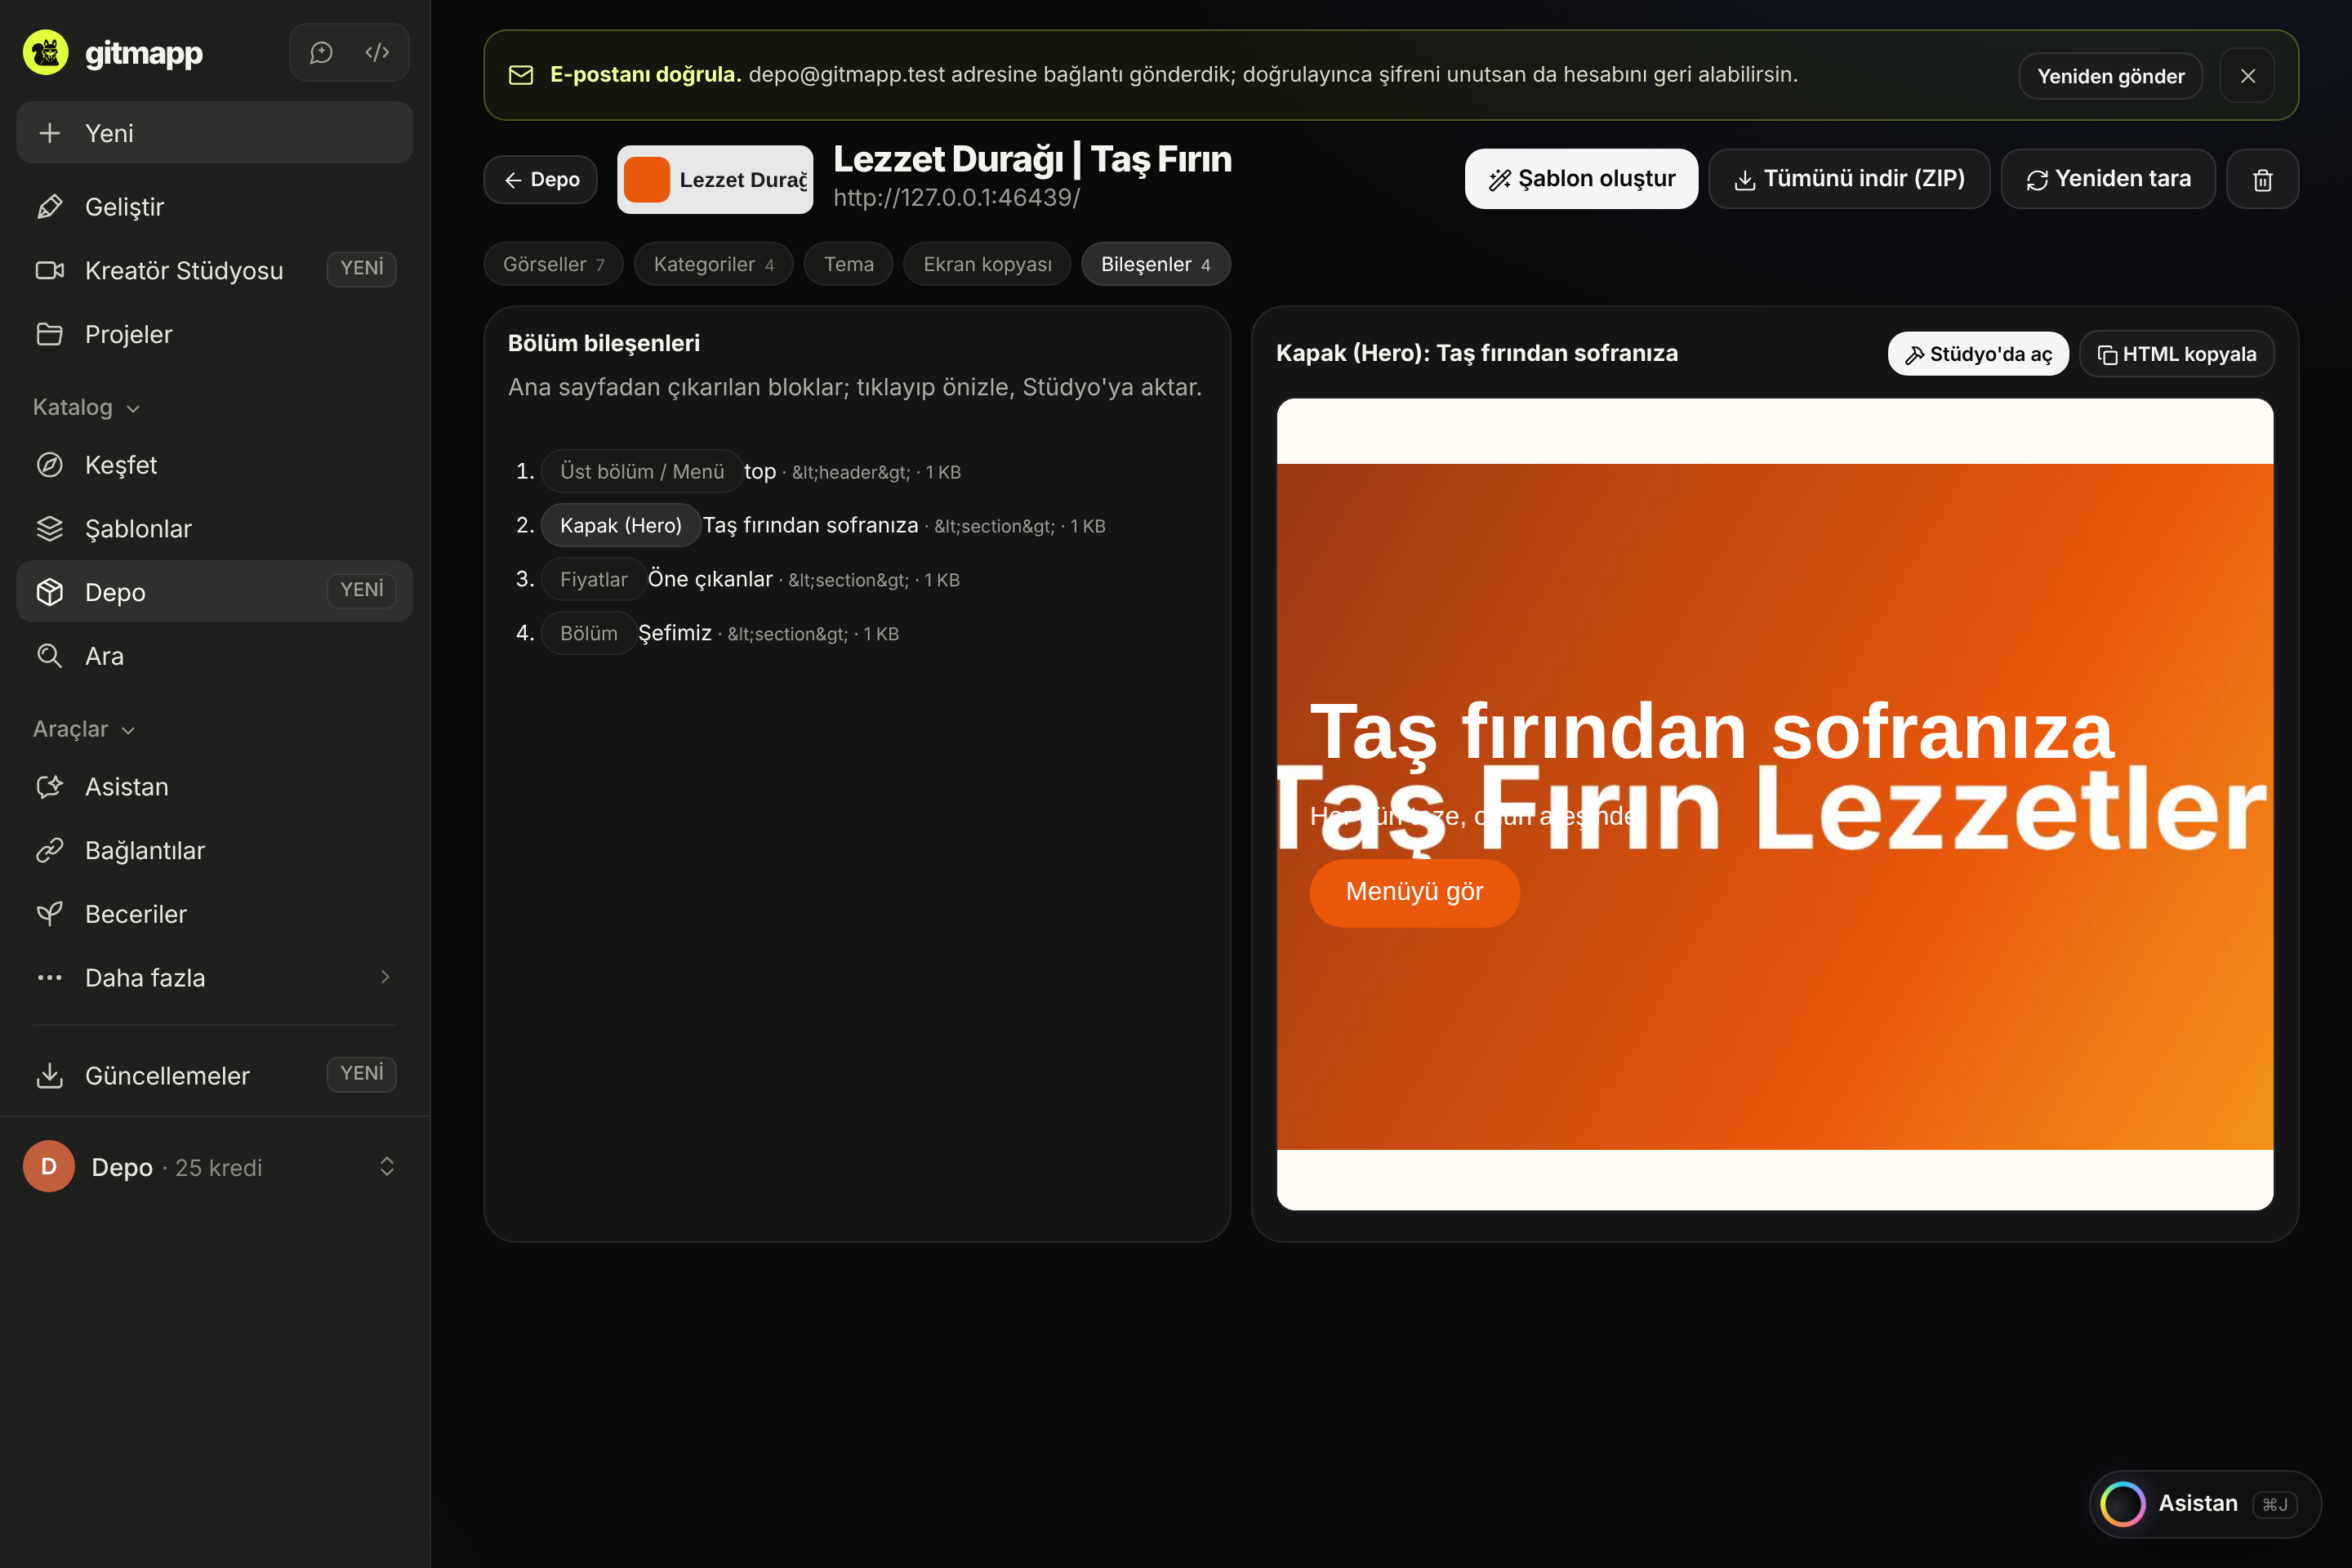 gitmapp
Yeni
Geliştir
Kreatör Stüdyosu YENİ
Projeler
Katalog
Keşfet
Şablonlar
Depo YENİ
Ara
Araçlar
Asistan
Bağlantılar
Beceriler
Daha fazla
Güncellemeler YENİ
D Depo · 25 kredi
E-postanı doğrula. depo@gitmapp.test adresine bağlantı gönderdik; doğrulayınca şifreni unutsan da hesabını geri alabilirsin. Yeniden gönder
Depo
Lezzet Durağ
Lezzet Durağı | Taş Fırın
http://127.0.0.1:46439/
Şablon oluştur
Tümünü indir (ZIP)
Yeniden tara
Görseller 7
Kategoriler 4
Tema
Ekran kopyası
Bileşenler 4
Bölüm bileşenleri
Ana sayfadan çıkarılan bloklar; tıklayıp önizle, Stüdyo'ya aktar.
1. Üst bölüm / Menü top · &lt;header&gt; · 1 KB
2. Kapak (Hero) Taş fırından sofranıza · &lt;section&gt; · 1 KB
3. Fiyatlar Öne çıkanlar · &lt;section&gt; · 1 KB
4. Bölüm Şefimiz · &lt;section&gt; · 1 KB
Kapak (Hero): Taş fırından sofranıza
Stüdyo'da aç
HTML kopyala
Taş fırından sofranıza
Taş Fırın Lezzetler
Menüyü gör
Asistan ⌘J